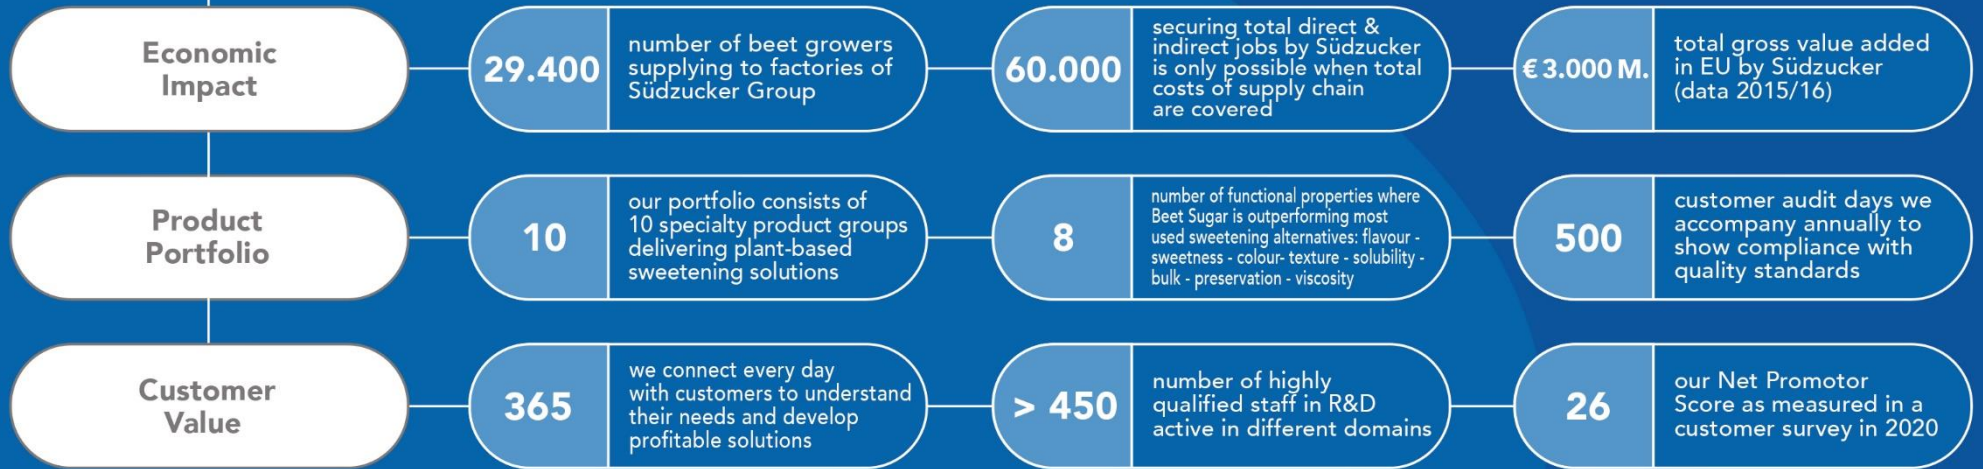 Economic
Impact
29.400
number of beet growers
supplying to factories of
Südzucker Group
60.000
securing total direct &
indirect jobs by Südzucker
is only possible when total
costs of supply chain
are covered
€ 3.000 M.
total gross value added
in EU by Südzucker
(data 2015/16)
Product
Portfolio
10
our portfolio consists of
10 specialty product groups
delivering plant-based
sweetening solutions
8
number of functional properties where
Beet Sugar is outperforming most
used sweetening alternatives: flavour -
sweetness - colour- texture - solubility -
bulk - preservation - viscosity
500
customer audit days we
accompany annually to
show compliance with
quality standards
Customer
Value
365
we connect every day
with customers to understand
their needs and develop
profitable solutions
> 450
number of highly
qualified staff in R&D
active in different domains
26
our Net Promotor
Score as measured in a
customer survey in 2020